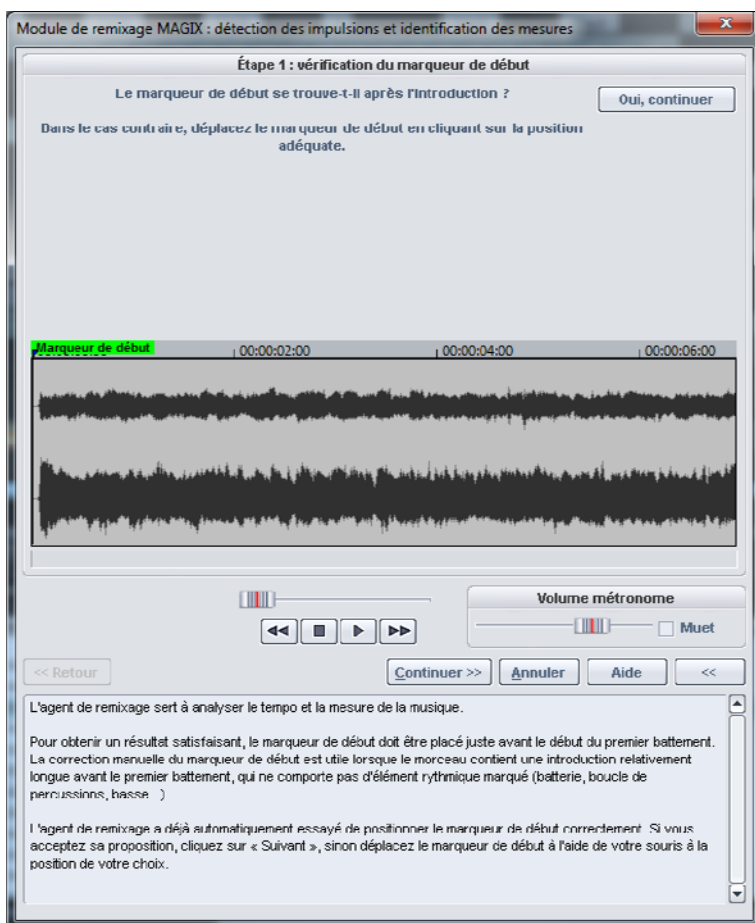 Module de remixage MAGIX : détection des impulsions et identification des mesures
Étape 1 : vérification du marqueur de début
Le marqueur de début se trouve-t-il après l'introduction ?
Oui, continuer
Dans le cas contraire, déplacez le marqueur de début en cliquant sur la position
adéquate.
Marqueur de début
00:00:02:00
00:00:04:00
00:00:06:00
Volume métronome
Muet
<< Retour
Continuer >>
Annuler
Aide
<<
L'agent de remixage sert à analyser le tempo et la mesure de la musique.
Pour obtenir un résultat satisfaisant, le marqueur de début doit être placé juste avant le début du premier battement.
La correction manuelle du marqueur de début est utile lorsque le morceau contient une introduction relativement
longue avant le premier battement, qui ne comporte pas d'élément rythmique marqué (batterie, boucle de
percussions, basse...)
L'agent de remixage a déjà automatiquement essayé de positionner le marqueur de début correctement. Si vous
acceptez sa proposition, cliquez sur « Suivant », sinon déplacez le marqueur de début à l'aide de votre souris à la
position de votre choix.